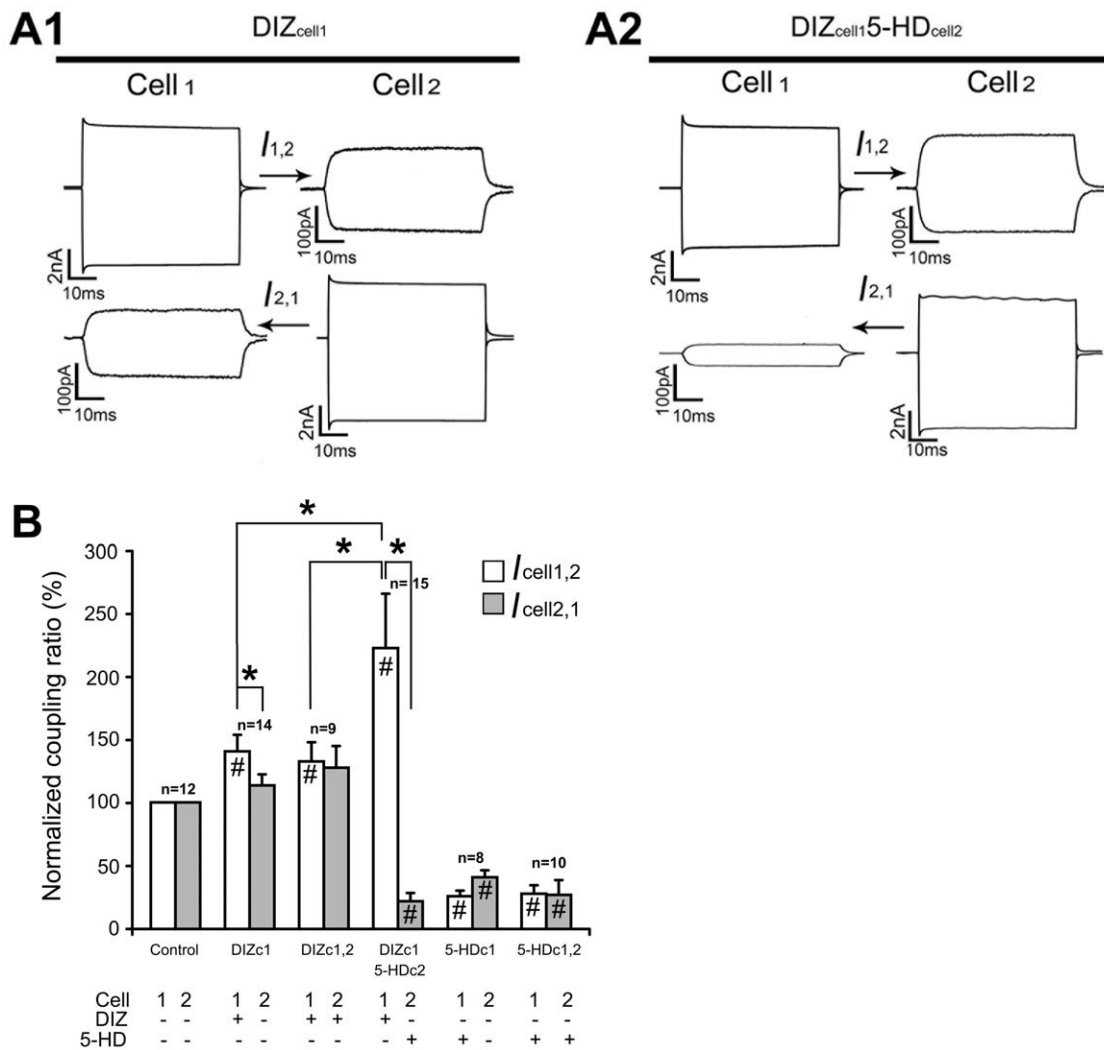 A1 DIZcell1
Cell 1 Cell 2
I1,2
2nA
10ms
100pA
10ms
I2,1
100pA
10ms
2nA
10ms
A2 DIZcell15-HDcell2
Cell 1 Cell 2
I1,2
2nA
10ms
100pA
10ms
I2,1
100pA
10ms
2nA
10ms
B
Normalized coupling ratio (%)
300
250
200
150
100
50
0
Icell1,2
Icell2,1
*
* *
n= 15
#
*
n=14
#
n=9
#
n=12
#
n=8
# #
n=10
# #
Control DIZc1 DIZc1,2 DIZc1 5-HDc1 5-HDc1,2
5-HDc2
Cell 1 2 1 2 1 2 1 2 1 2 1 2
DIZ - - + - + + + - - - - -
5-HD - - - - - - - + + - + +